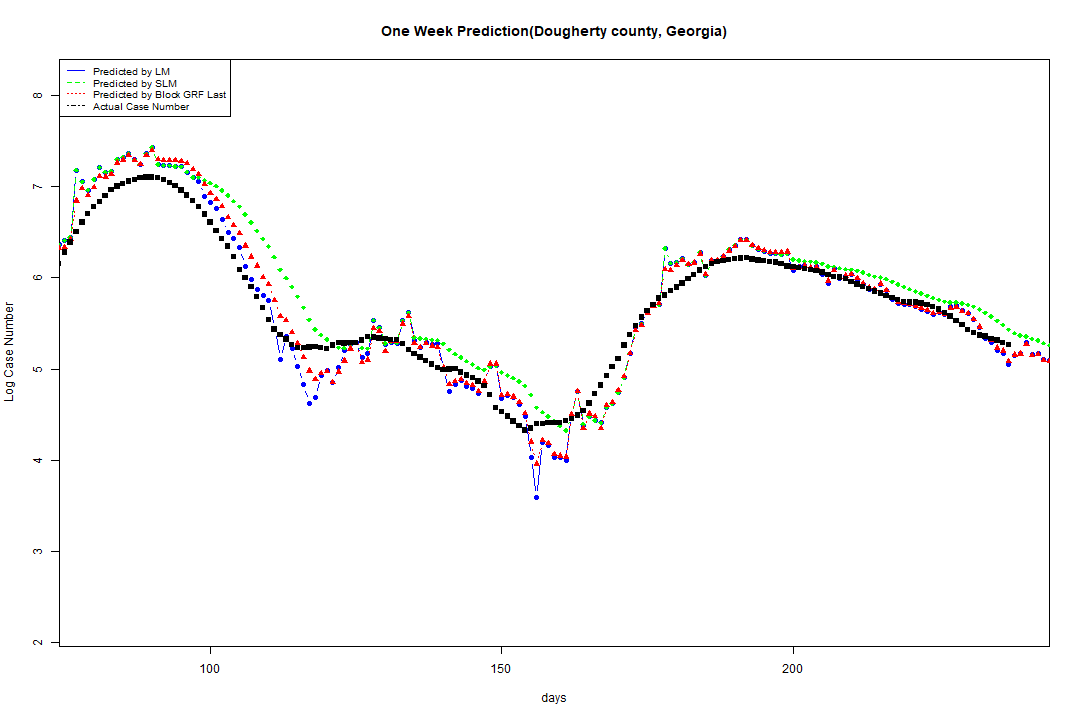 One Week Prediction(Dougherty county, Georgia)
Predicted by LM
Predicted by SLM
Predicted by Block GRF Last
Actual Case Number
8
7
6
5
4
3
2
Log Case Number
100
150
200
days